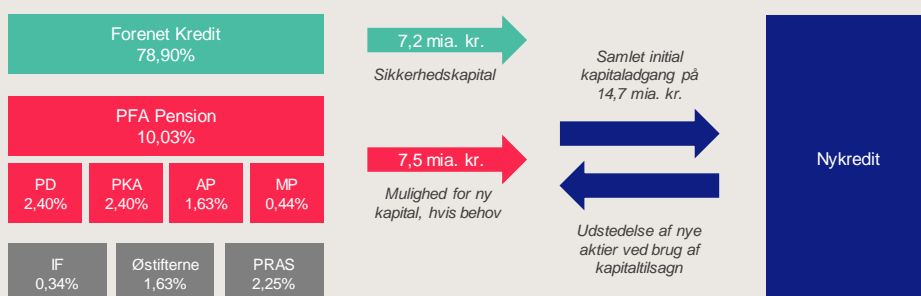 Forenet Kredit
78,90%
PFA Pension
10,03%
PD
2,40%
PKA
2,40%
AP
1,63%
MP
0,44%
IF
0,34%
Østifterne
1,63%
PRAS
2,25%
7,2 mia. kr.
Sikkerhedskapital
7,5 mia. kr.
Mulighed for ny
kapital, hvis behov
Samlet initial
kapitaladgang på
14,7 mia. kr.
Udstedelse af nye
aktier ved brug af
kapitaltilsagn
Nykredit